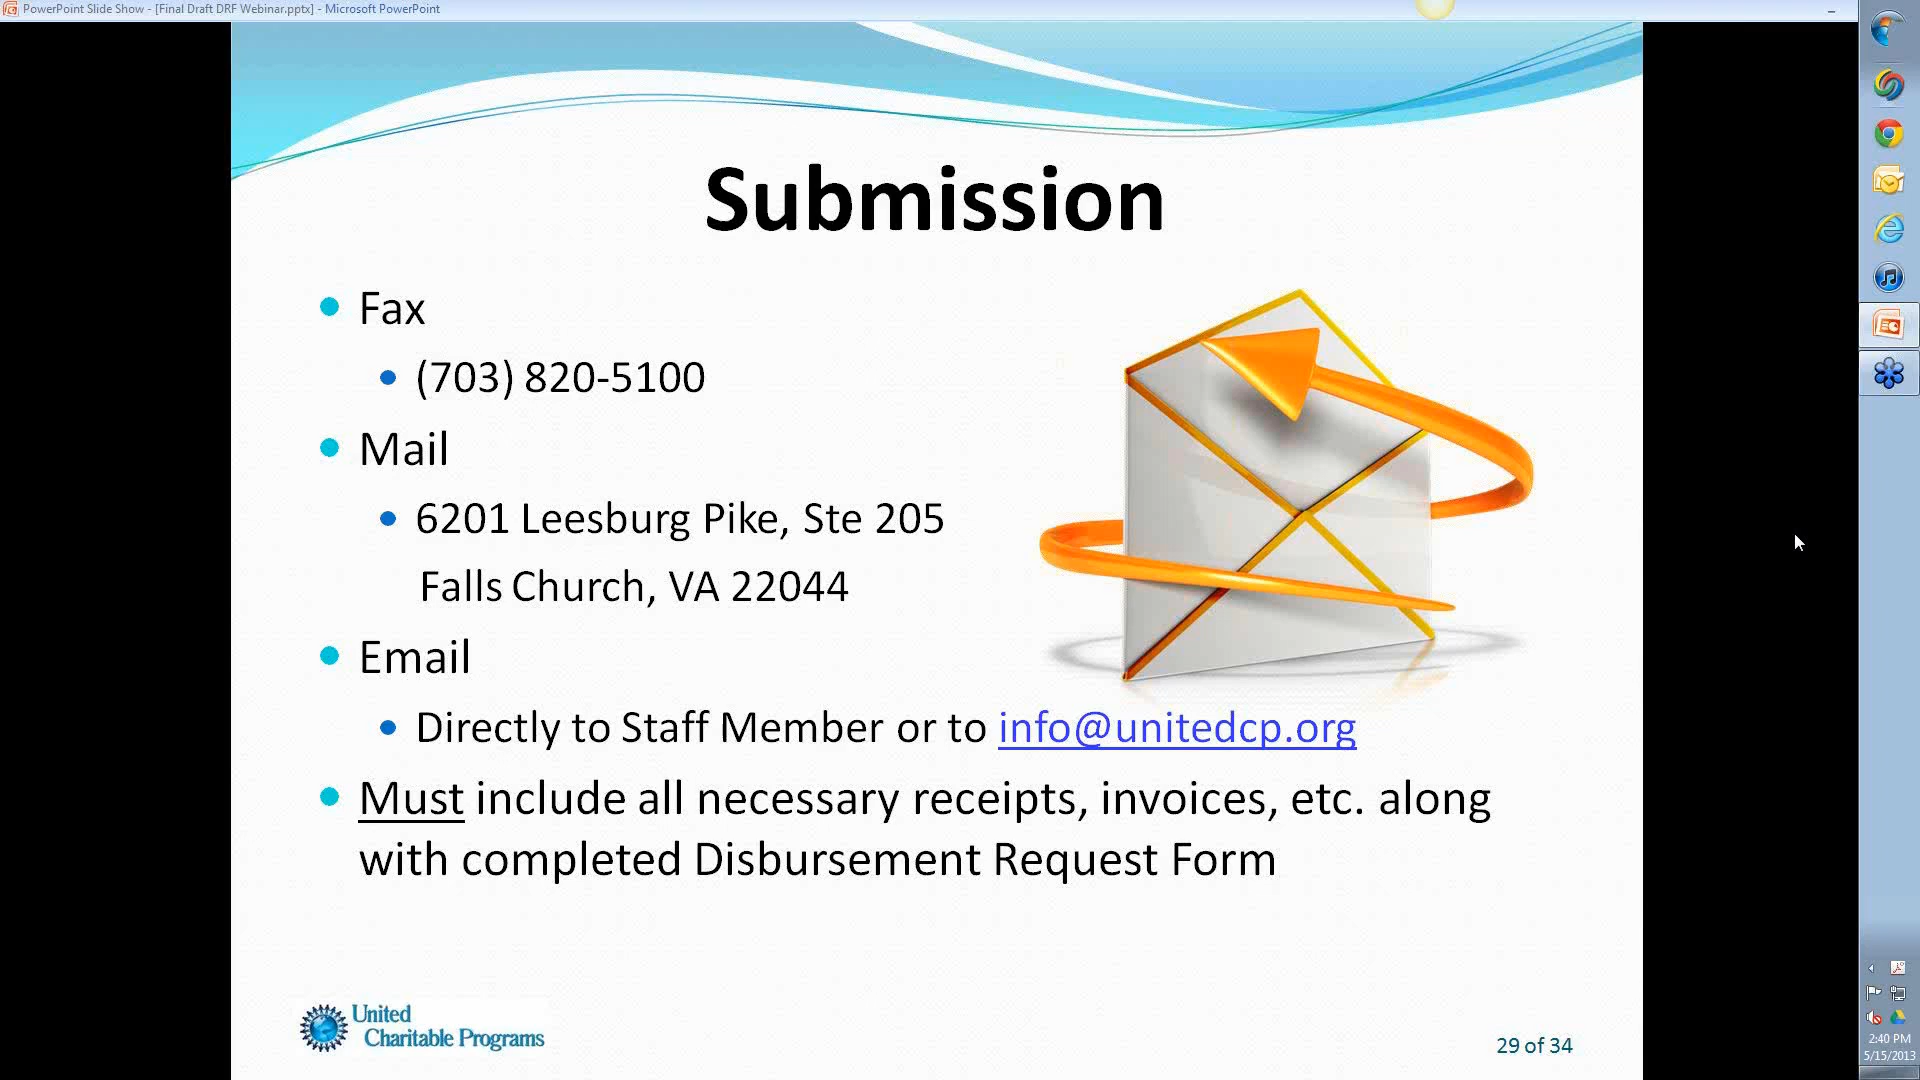 PowerPoint Slide Show - [Final Draft DRF Webinar.pptx] - Microsoft PowerPoint
Submission
Fax
(703) 820-5100
Mail
6201 Leesburg Pike, Ste 205
Falls Church, VA 22044
Email
Directly to Staff Member or to info@unitedcp.org
Must include all necessary receipts, invoices, etc. along
with completed Disbursement Request Form
United
Charitable Programs
29 of 34
2:40 PM
5/15/2013